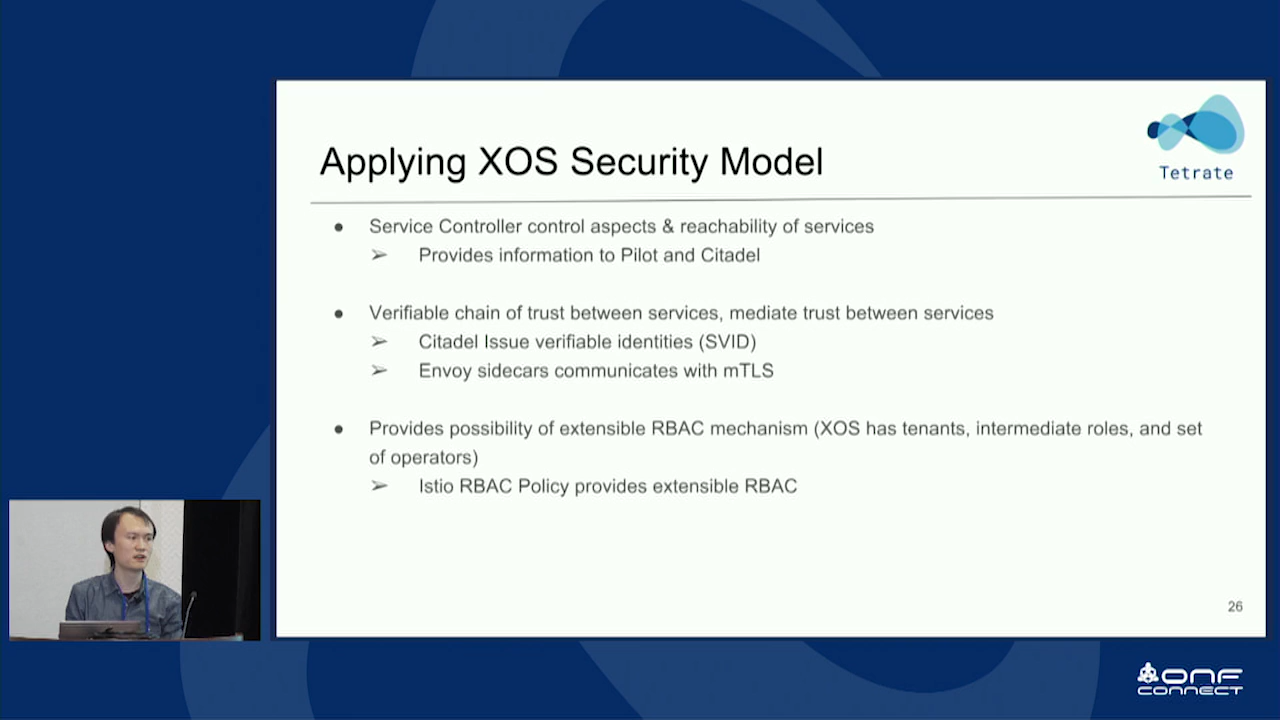 Applying XOS Security Model
Tetrate
● Service Controller control aspects & reachability of services
➢ Provides information to Pilot and Citadel
● Verifiable chain of trust between services, mediate trust between services
➢ Citadel Issue verifiable identities (SVID)
➢ Envoy sidecars communicates with mTLS
● Provides possibility of extensible RBAC mechanism (XOS has tenants, intermediate roles, and set
of operators)
➢ Istio RBAC Policy provides extensible RBAC
26
ONF
CONNECT